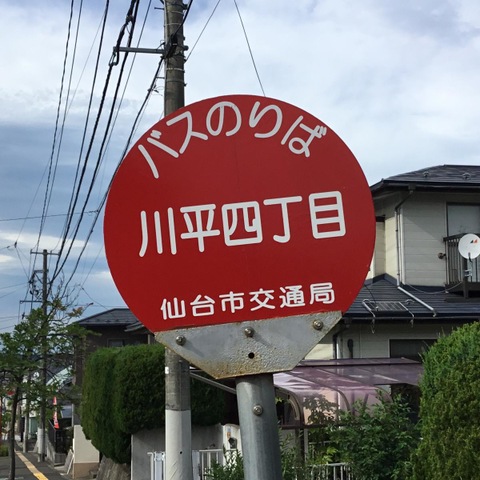 バスのりば
川平四丁目
仙台市交通局